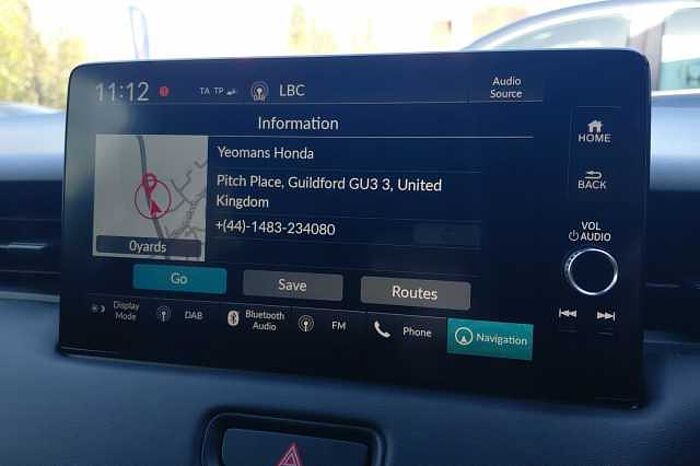 11:12 TA TP DAB LBC Audio Source
Information
HOME
Yeomans Honda
Pitch Place, Guildford GU3 3, United
Kingdom
BACK
+(44)-1483-234080
VOL
AUDIO
0yards
Go Save Routes
Display Mode DAB Bluetooth Audio FM Phone Navigation